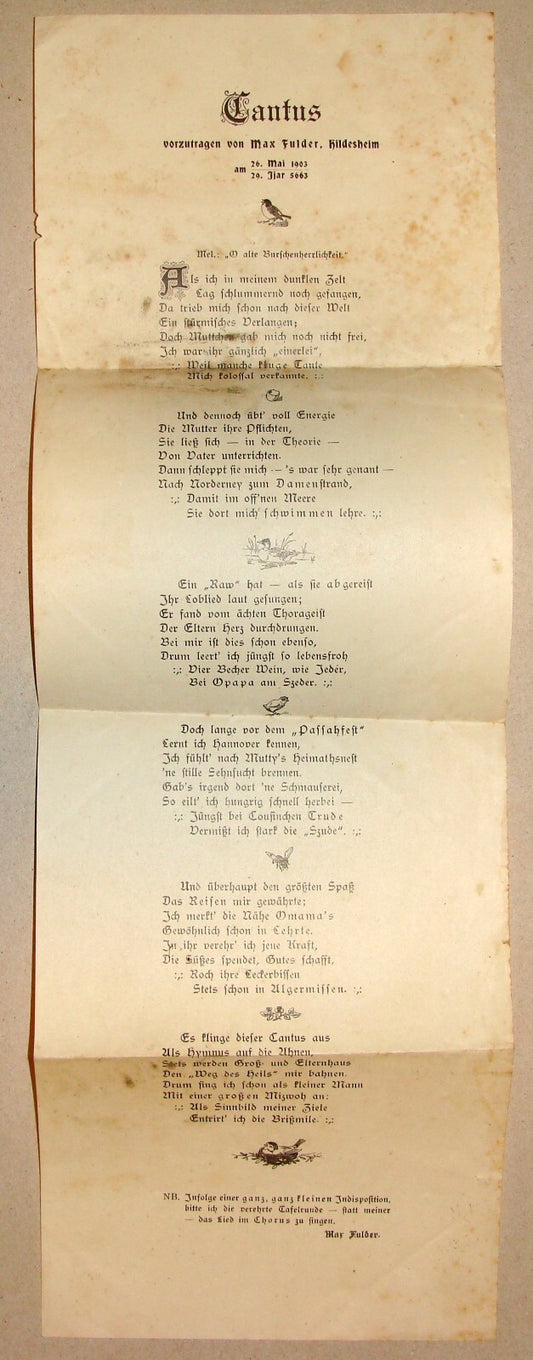 Cantus
vorzutragen von Max Fulder, Hildesheim
am 26. Mai 1903
29. Ijar 5663
Mel.: „O alte Burschenherrlichkeit."
Als ich in meinem dunklen Zelt
Lag schlummernd noch gefangen,
Da trieb mich schon nach dieser Welt
Ein stürmisches Verlangen;
Doch Muttchen gab mich noch nicht frei,
Ich war ihr gänzlich „einerlei",
:,: Weil manche kluge Tante
Mich kolossal verkannte. :,:
Und dennoch übt' voll Energie
Die Mutter ihre Pflichten,
Sie ließ sich — in der Theorie —
Von Vater unterrichten.
Dann schleppt sie mich — 's war sehr genant —
Nach Norderney zum Damenstrand,
:,: Damit im off'nen Meere
Sie dort mich schwimmen lehre. :,:
Ein „Raw" hat — als sie abgereist
Ihr Loblied laut gesungen;
Er fand vom ächten Thorageist
Der Eltern Herz durchdrungen.
Bei mir ist dies schon ebenso,
Drum leert' ich jüngst so lebensfroh
:,: Vier Becher Wein, wie Jeder,
Bei Opapa am Szeder. :,:
Doch lange vor dem „Passahfest"
Lernt ich Hannover kennen,
Ich fühlt' nach Mutty's Heimathsnest
'ne stille Sehnsucht brennen.
Gab's irgend dort 'ne Schmauserei,
So eilt' ich hungrig schnell herbei —
:,: Jüngst bei Cousinchen Trude
Vermißt ich stark die „Szude". :,:
Und überhaupt den größten Spaß
Das Reisen mir gewährte;
Ich merkt' die Nähe Omama's
Gewöhnlich schon in Lehrte.
In ihr verehr' ich jene Kraft,
Die Süßes spendet, Gutes schafft,
:,: Roch ihre Leckerbissen
Stets schon in Algermissen. :,:
Es klinge dieser Cantus aus
Als Hymnus auf die Ahnen,
Stets werden Groß- und Elternhaus
Den „Weg des Heils" mir bahnen.
Drum sing ich schon als kleiner Mann
Mit einer großen Mizwoh an:
:,: Als Sinnbild meiner Ziele
Entrirt' ich die Brißmile. :,:
NB. Infolge einer ganz, ganz kleinen Indisposition,
bitte ich die verehrte Tafelrunde — statt meiner
— das Lied im Chorus zu singen.
Max Fulder.